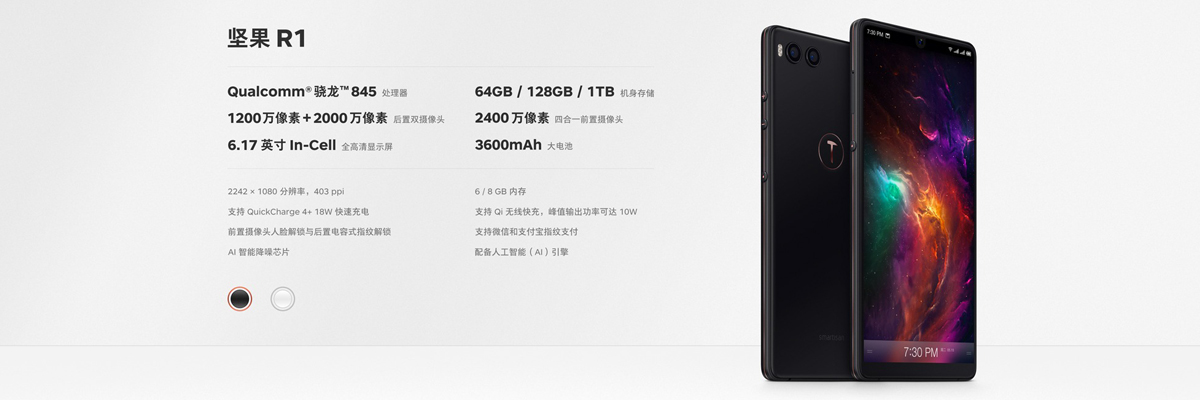 坚果 R1
Qualcomm® 骁龙™ 845 处理器
1200万像素 + 2000 万像素 后置双摄像头
6.17 英寸 In-Cell 全高清显示屏
64GB / 128GB / 1TB 机身存储
2400 万像素 四合一前置摄像头
3600mAh 大电池
2242 × 1080 分辨率，403 ppi
支持 QuickCharge 4+ 18W 快速充电
前置摄像头人脸解锁与后置电容式指纹解锁
AI 智能降噪芯片
6 / 8 GB 内存
支持 Qi 无线快充，峰值输出功率可达 10W
支持微信和支付宝指纹支付
配备人工智能（ AI ）引擎
7:30 PM
7:30 PM